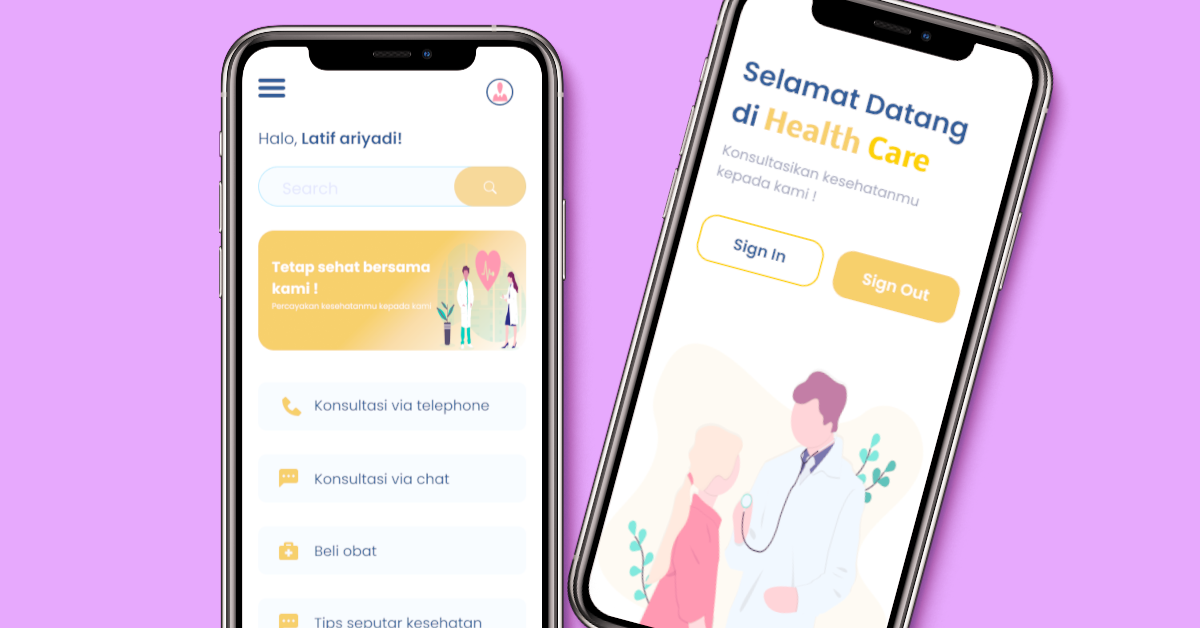 Halo, Latif ariyadi!
Search
Tetap sehat bersama
kami !
Percayakan kesehatanmu kepada kami
Konsultasi via telephone
Konsultasi via chat
Beli obat
Tips seputar kesehatan
Selamat Datang
di Health Care
Konsultasikan kesehatanmu
kepada kami !
Sign In
Sign Out